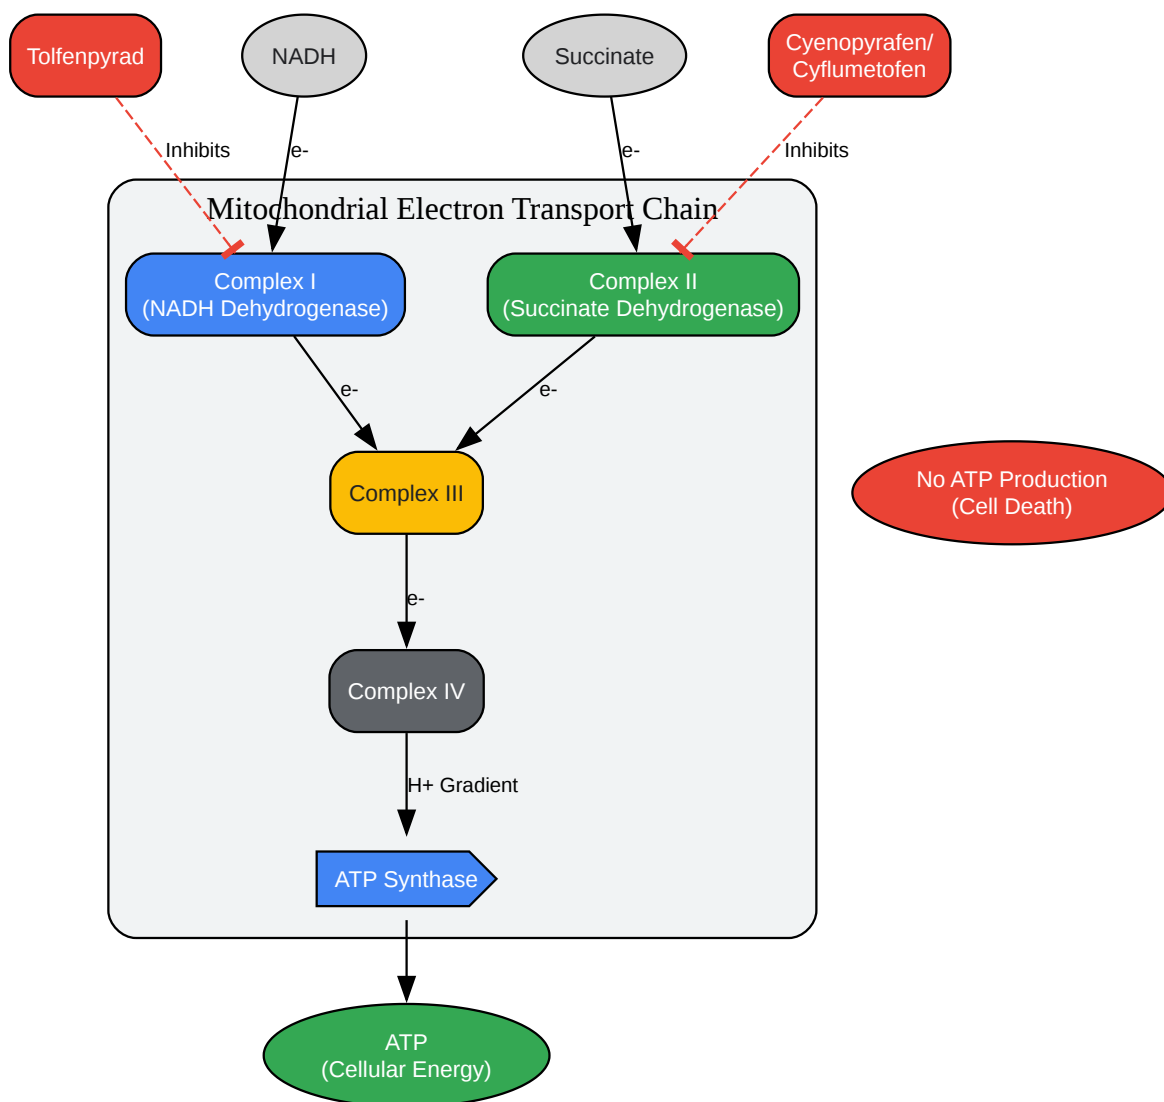 Tolfenpyrad
NADH
Succinate
Cyenopyrafen/
Cyflumetofen
Inhibits
e-
e-
Inhibits
Mitochondrial Electron Transport Chain
Complex I
(NADH Dehydrogenase)
Complex II
(Succinate Dehydrogenase)
e-
e-
Complex III
No ATP Production
(Cell Death)
e-
Complex IV
H+ Gradient
ATP Synthase
ATP
(Cellular Energy)